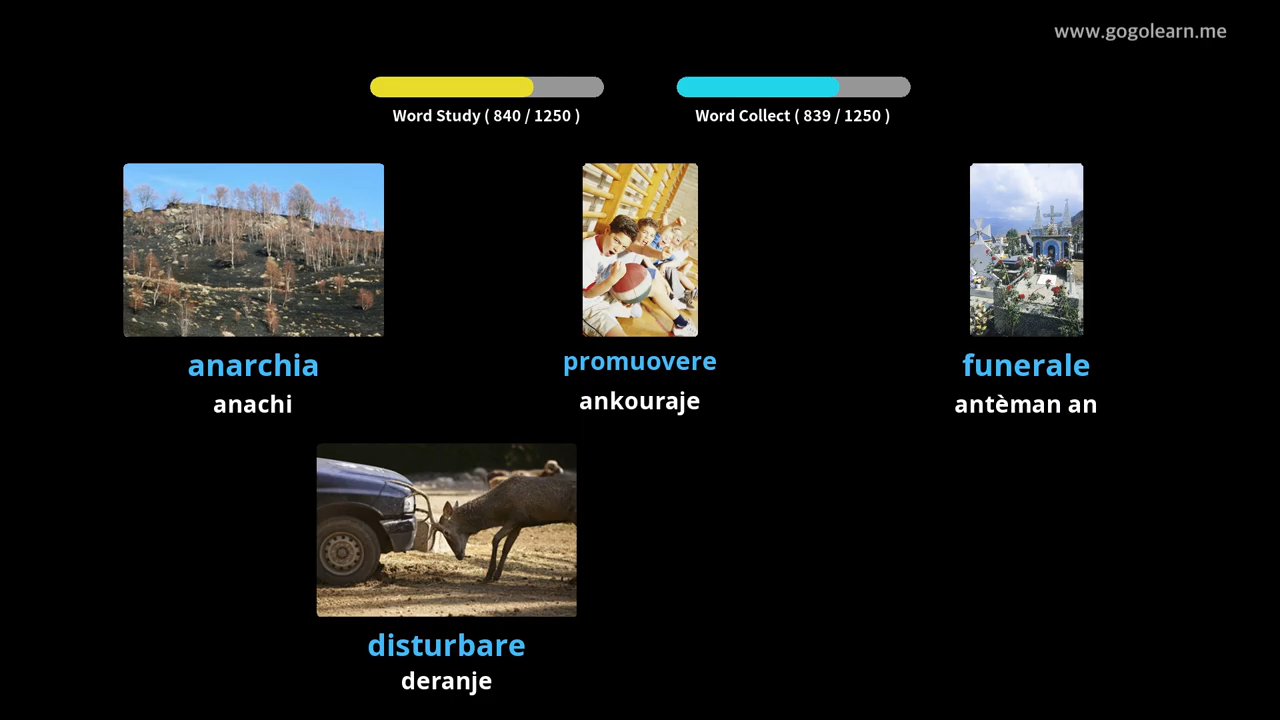 www.gogolearn.me
Word Study ( 840 / 1250 )
Word Collect ( 839 / 1250 )
anarchia
anachi
promuovere
ankouraje
funerale
antèman an
disturbare
deranje